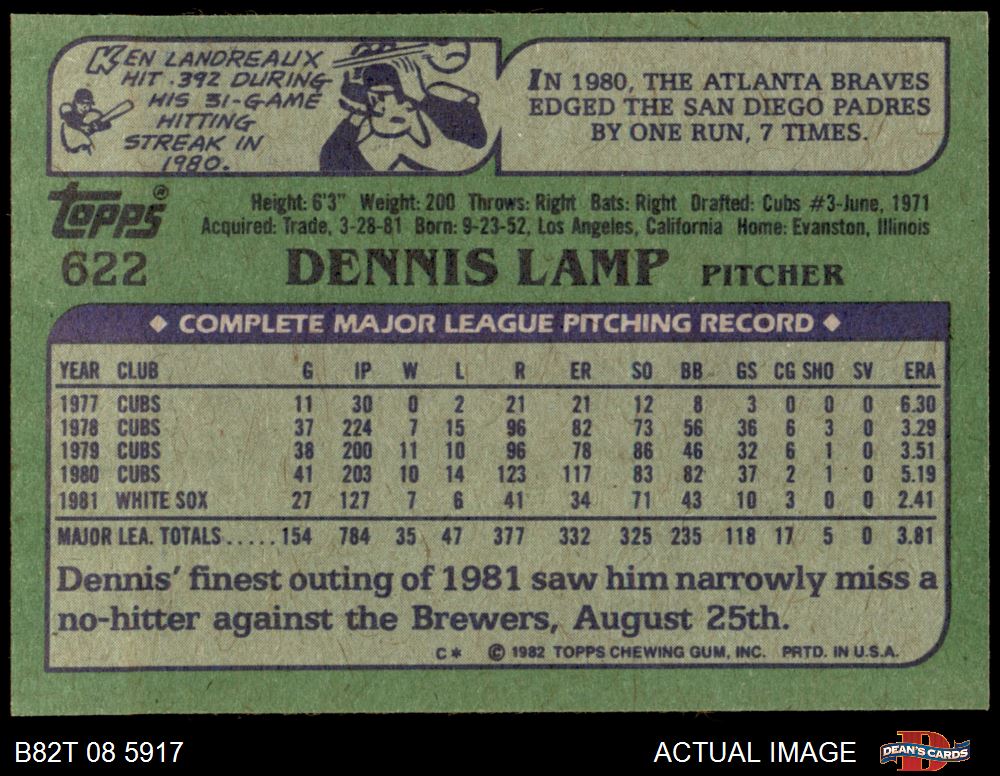 KEN LANDREAUX
HIT .392 DURING
HIS 31-GAME
HITTING
STREAK IN
1980.
IN 1980, THE ATLANTA BRAVES
EDGED THE SAN DIEGO PADRES
BY ONE RUN, 7 TIMES.
Topps®
Height: 6'3" Weight: 200 Throws: Right Bats: Right Drafted: Cubs #3-June, 1971
Acquired: Trade, 3-28-81 Born: 9-23-52, Los Angeles, California Home: Evanston, Illinois
622 DENNIS LAMP PITCHER
◆ COMPLETE MAJOR LEAGUE PITCHING RECORD ◆
YEAR CLUB G IP W L R ER SO BB GS CG SHO SV ERA
1977 CUBS 11 30 0 2 21 21 12 8 3 0 0 0 6.30
1978 CUBS 37 224 7 15 96 82 73 56 36 6 3 0 3.29
1979 CUBS 38 200 11 10 96 78 86 46 32 6 1 0 3.51
1980 CUBS 41 203 10 14 123 117 83 82 37 2 1 0 5.19
1981 WHITE SOX 27 127 7 6 41 34 71 43 10 3 0 0 2.41
MAJOR LEA. TOTALS.....154 784 35 47 377 332 325 235 118 17 5 0 3.81
Dennis' finest outing of 1981 saw him narrowly miss a
no-hitter against the Brewers, August 25th.
C* © 1982 TOPPS CHEWING GUM, INC. PRTD. IN U.S.A.
B82T 08 5917 ACTUAL IMAGE DEAN'S CARDS